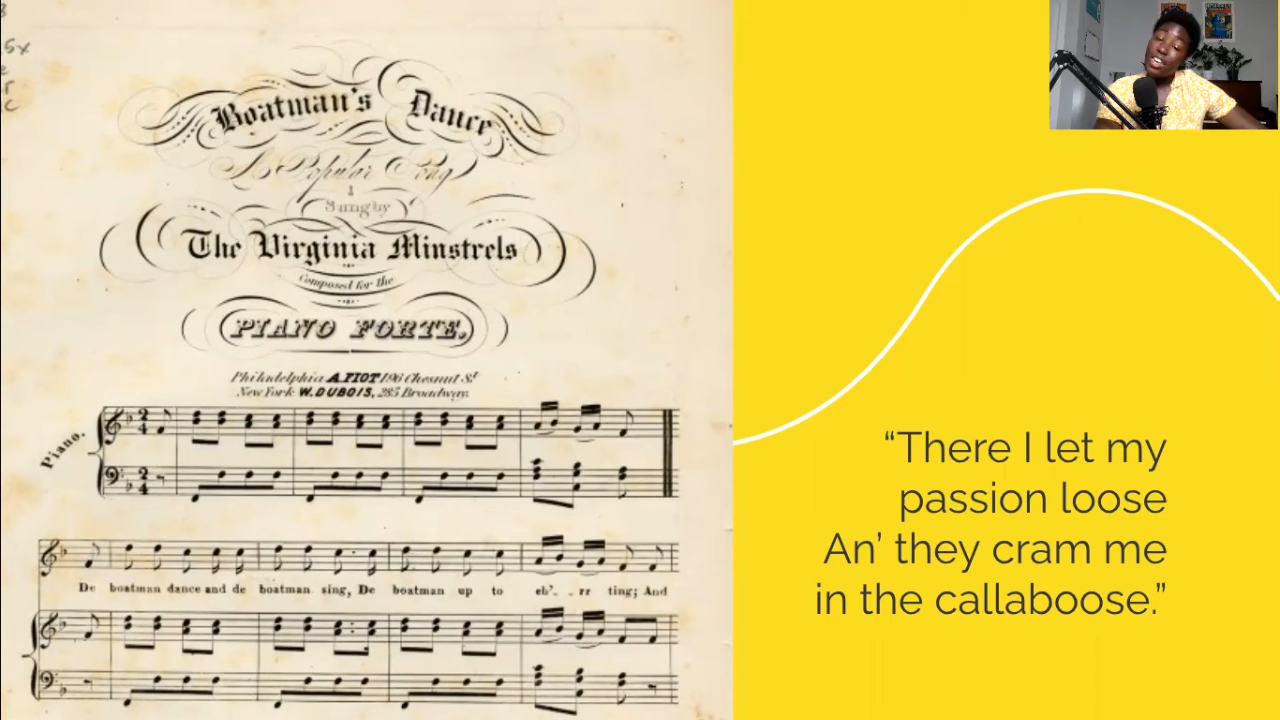 Boatman's Dance
A Popular Song
Sung by
The Virginia Minstrels
Composed for the
PIANO FORTE.
Philadelphia A. FIOT 196 Chesnut St
New York W. DUBOIS, 285 Broadway.
Piano.
De boatman dance and de boatman sing, De boatman up to eb'- - rr ting; And
“There I let my
passion loose
An’ they cram me
in the callaboose.”